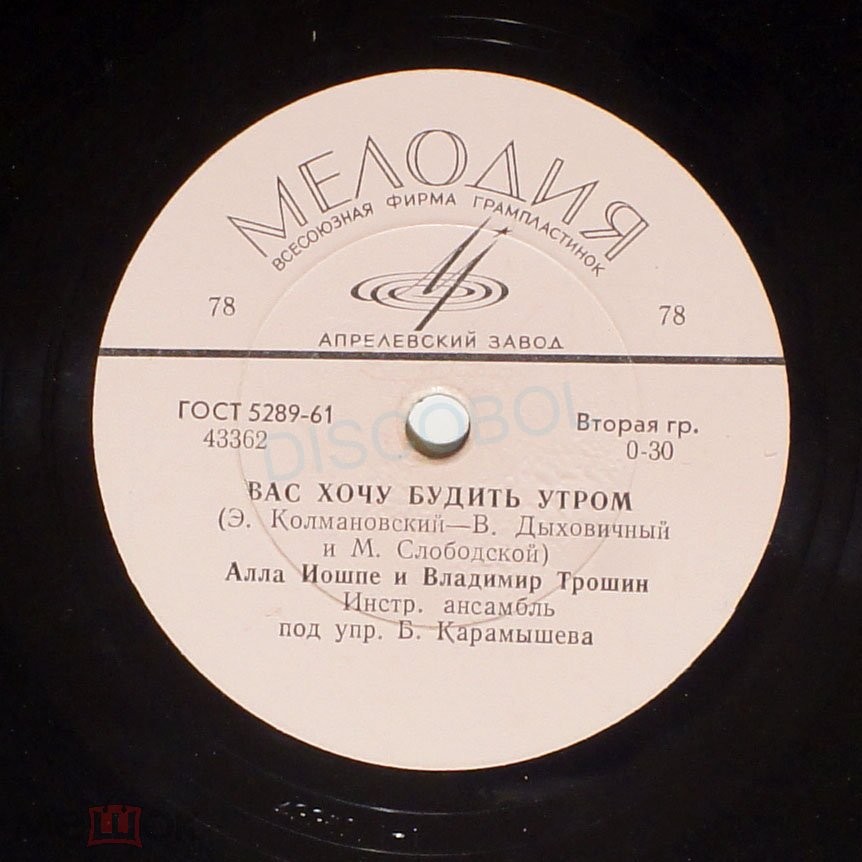 МЕЛОДИЯ
ВСЕСОЮЗНАЯ ФИРМА ГРАМПЛАСТИНОК
78
78
АПРЕЛЕВСКИЙ ЗАВОД
ГОСТ 5289-61
43362
Вторая гр.
0-30
DISCOBOL
ВАС ХОЧУ БУДИТЬ УТРОМ
(Э. Колмановский—В. Дыховичный
и М. Слободской)
Алла Иошпе и Владимир Трошин
Инстр. ансамбль
под упр. Б. Карамышева